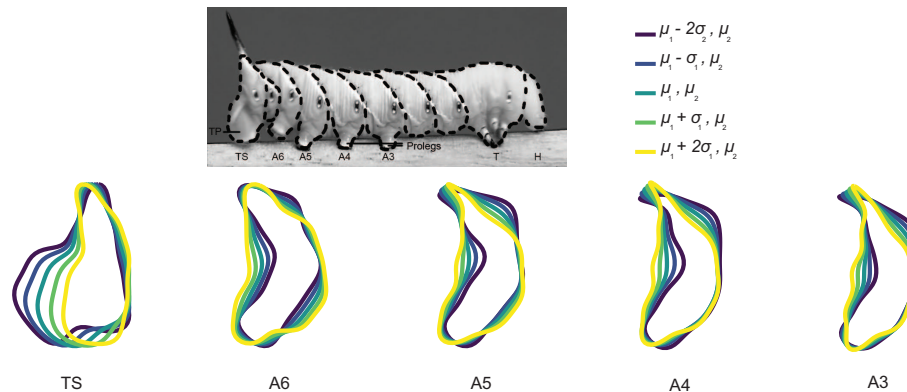 μ₁ - 2σ₂ , μ₂
μ₁ - σ₁ , μ₂
μ₁ , μ₂
μ₁ + σ₁ , μ₂
μ₁ + 2σ₁ , μ₂
TP
Prolegs
TS A6 A5 A4 A3 T H
TS A6 A5 A4 A3